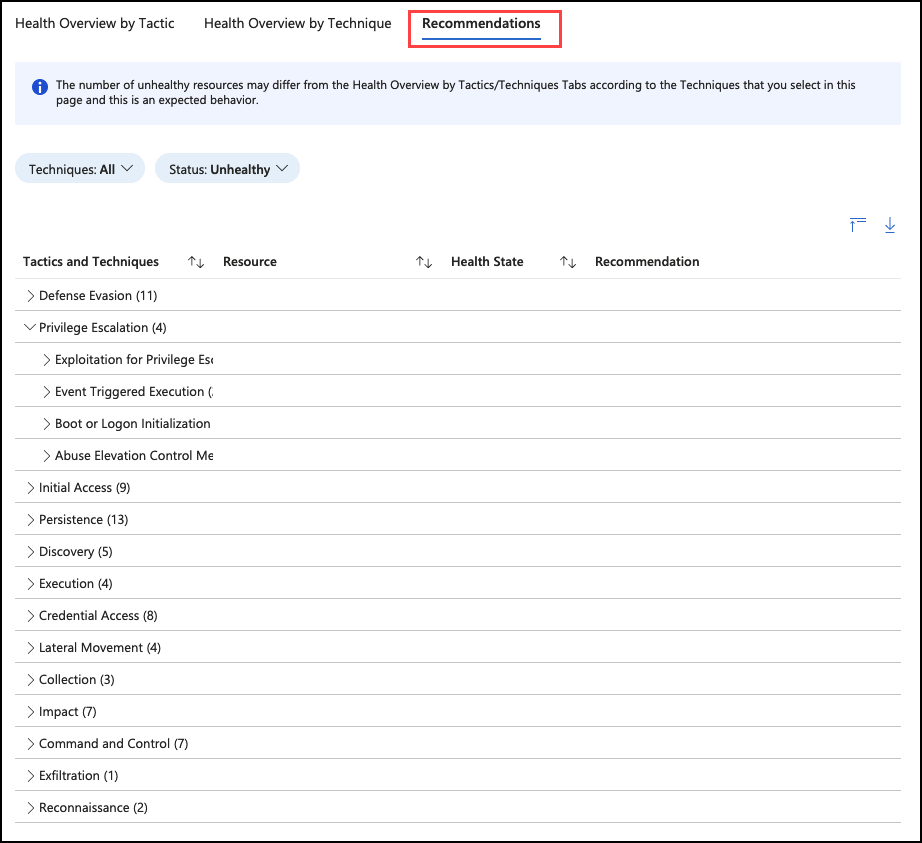 Health Overview by Tactic Health Overview by Technique Recommendations
The number of unhealthy resources may differ from the Health Overview by Tactics/Techniques Tabs according to the Techniques that you select in this
page and this is an expected behavior.
Techniques: All Status: Unhealthy
Tactics and Techniques Resource Health State Recommendation
Defense Evasion (11)
Privilege Escalation (4)
Exploitation for Privilege Esc
Event Triggered Execution (
Boot or Logon Initialization
Abuse Elevation Control Me
Initial Access (9)
Persistence (13)
Discovery (5)
Execution (4)
Credential Access (8)
Lateral Movement (4)
Collection (3)
Impact (7)
Command and Control (7)
Exfiltration (1)
Reconnaissance (2)